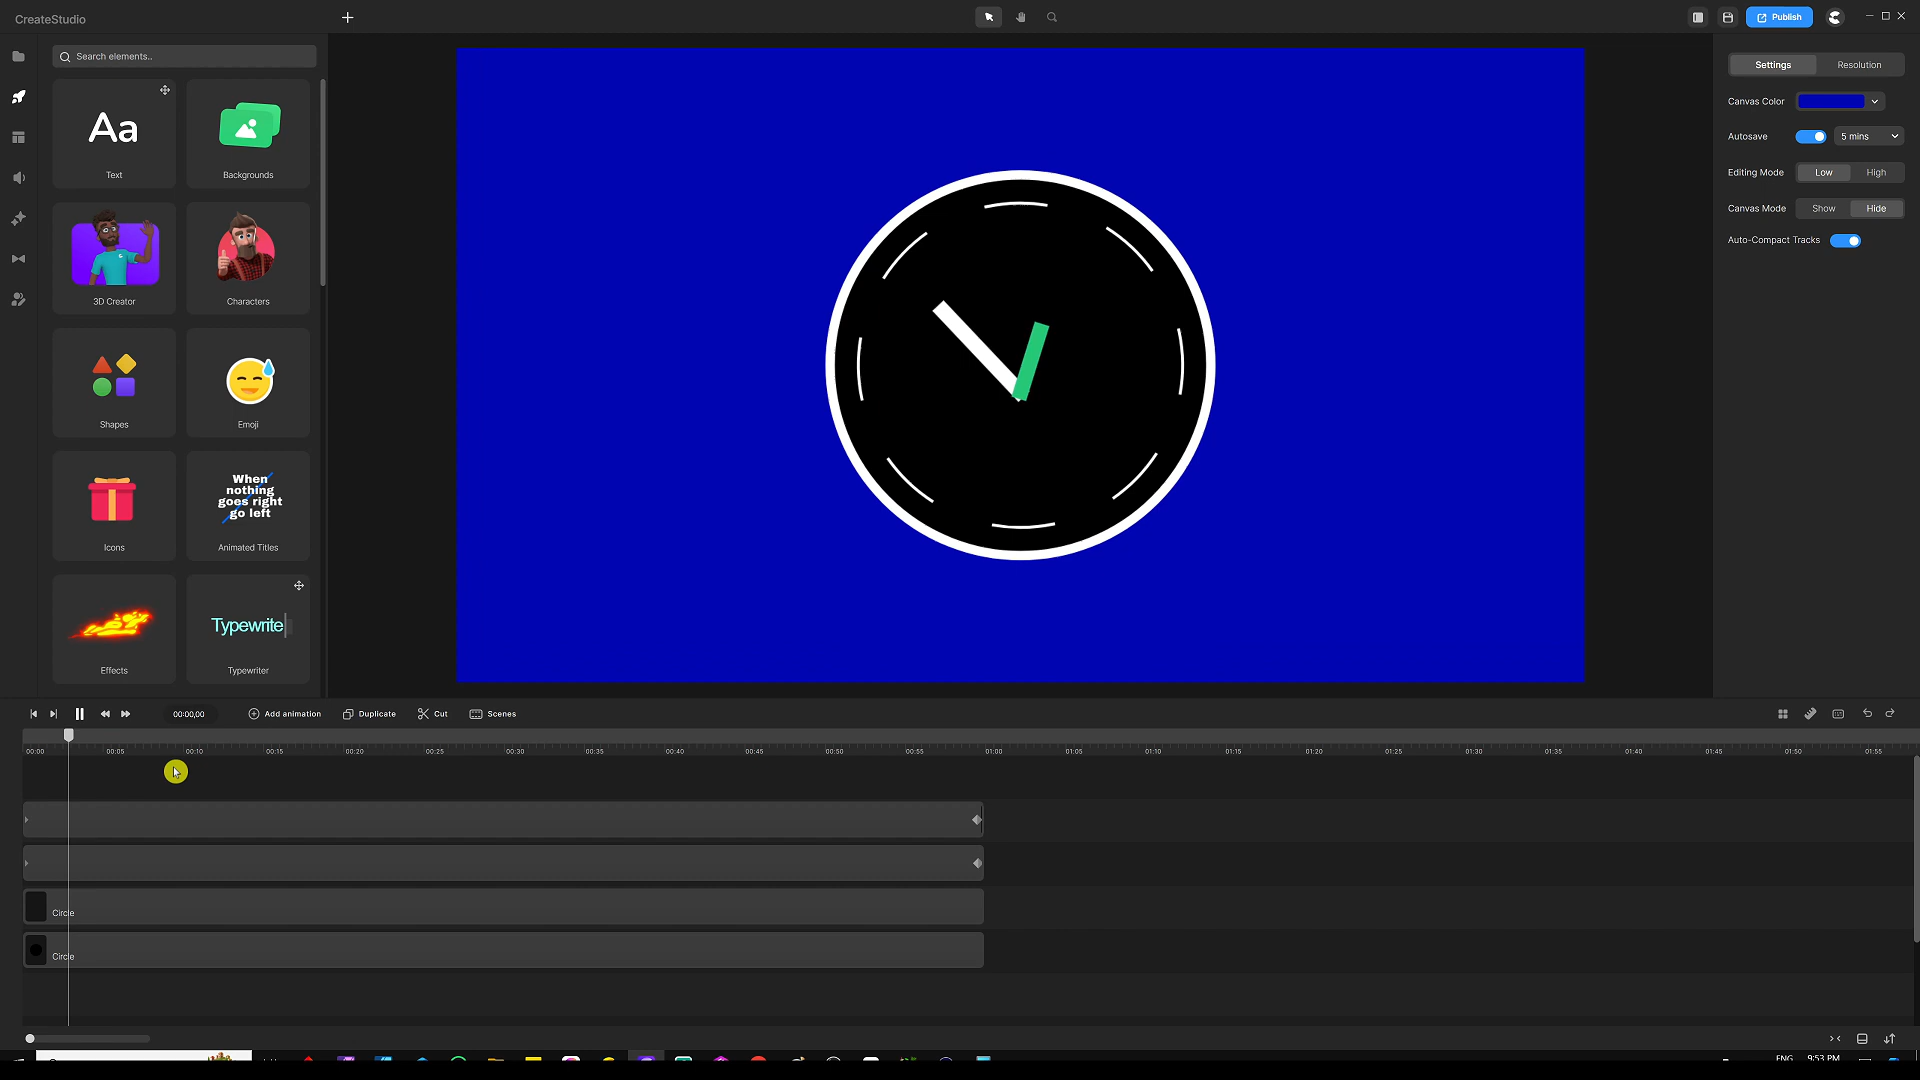 CreateStudio
Publish
Search elements..
Settings
Resolution
Aa
Text
Backgrounds
Canvas Color
Autosave
5 mins
Editing Mode
Low
High
Canvas Mode
Show
Hide
Auto-Compact Tracks
3D Creator
Characters
Shapes
Emoji
When
nothing
goes right
go left
Icons
Animated Titles
Typewrite
Effects
Typewriter
00:00,00
Add animation
Duplicate
Cut
Scenes
00:00
00:05
00:10
00:15
00:20
00:25
00:30
00:35
00:40
00:45
00:50
00:55
01:00
01:05
01:10
01:15
01:20
01:25
01:30
01:35
01:40
01:45
01:50
01:55
Circle
Circle
ENG
9:53 PM